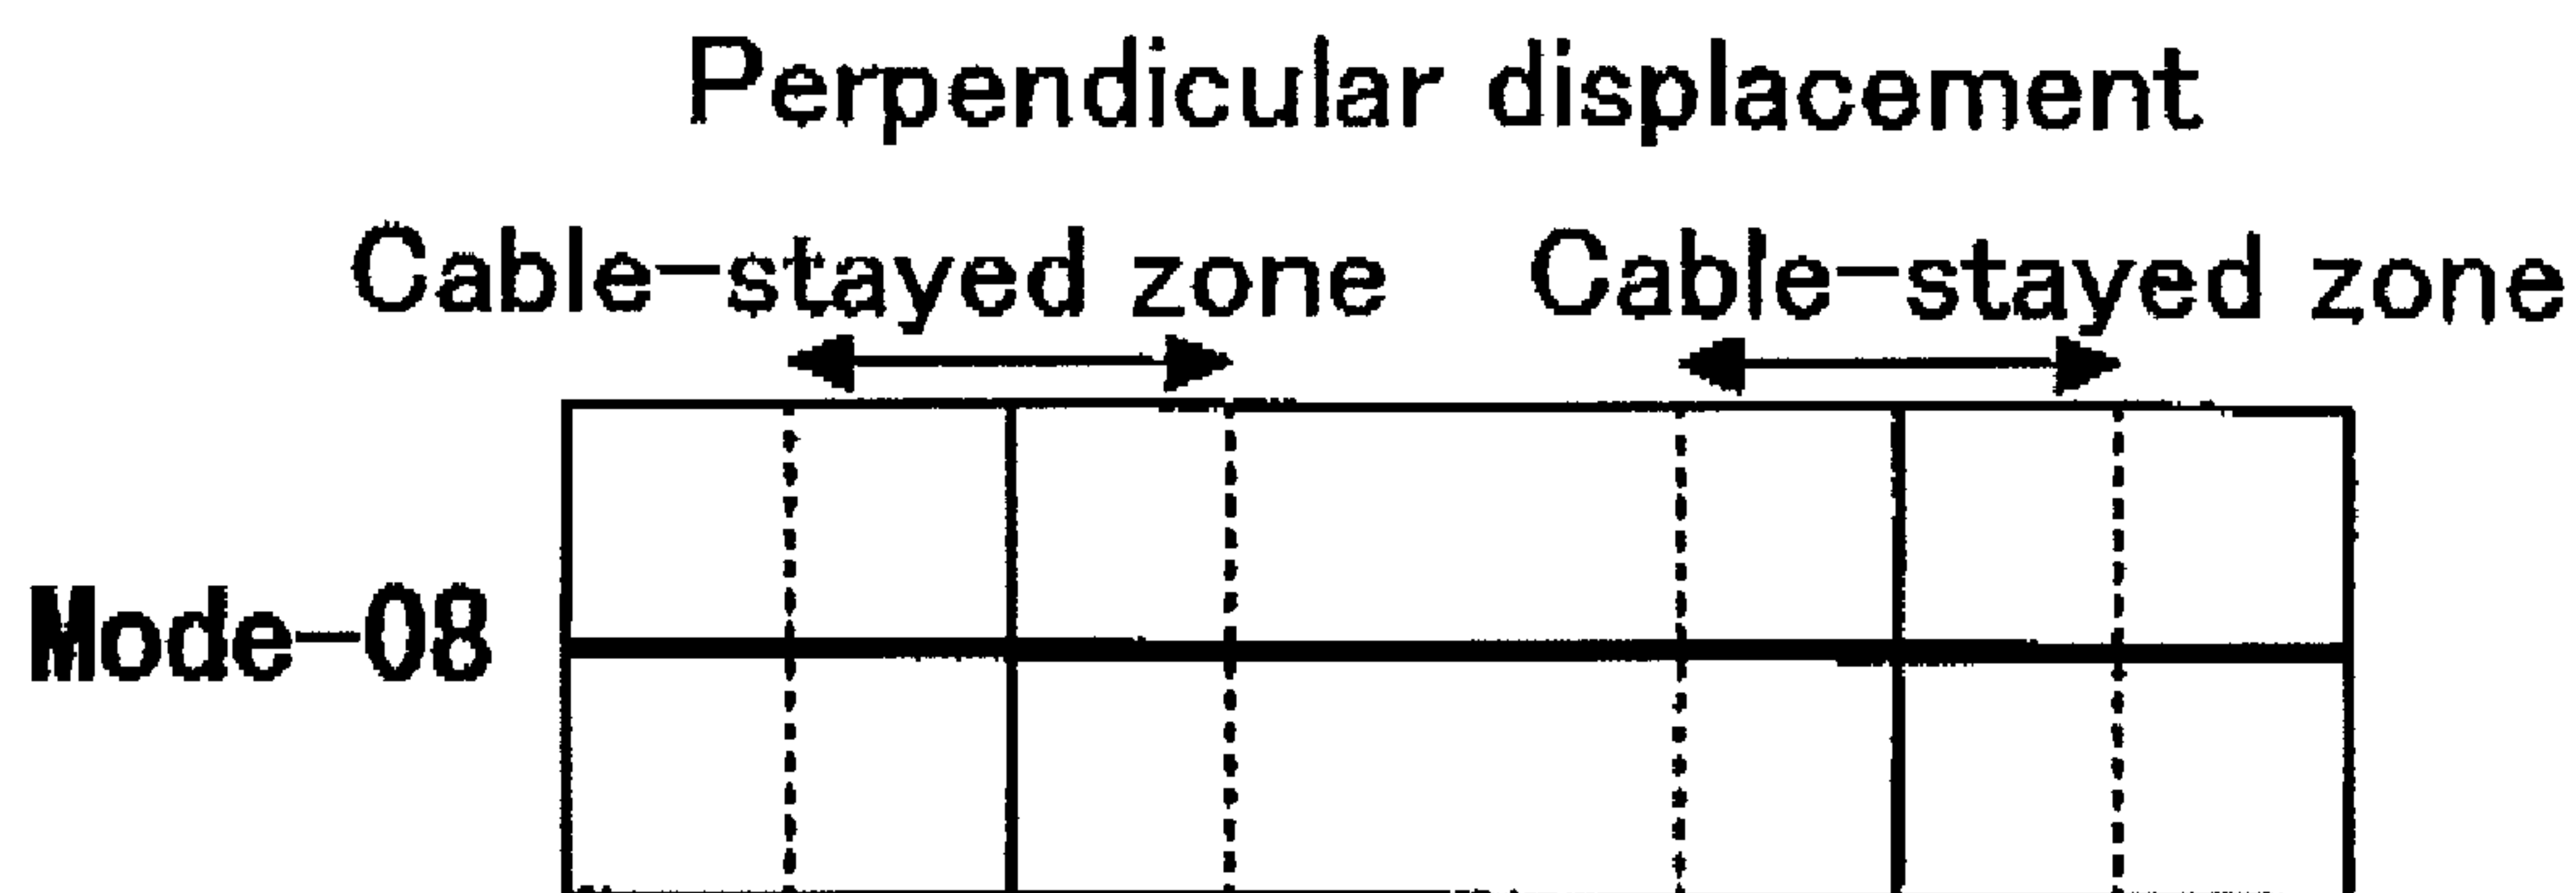 Perpendicular displacement
Cable-stayed zone Cable-stayed zone
Mode-08